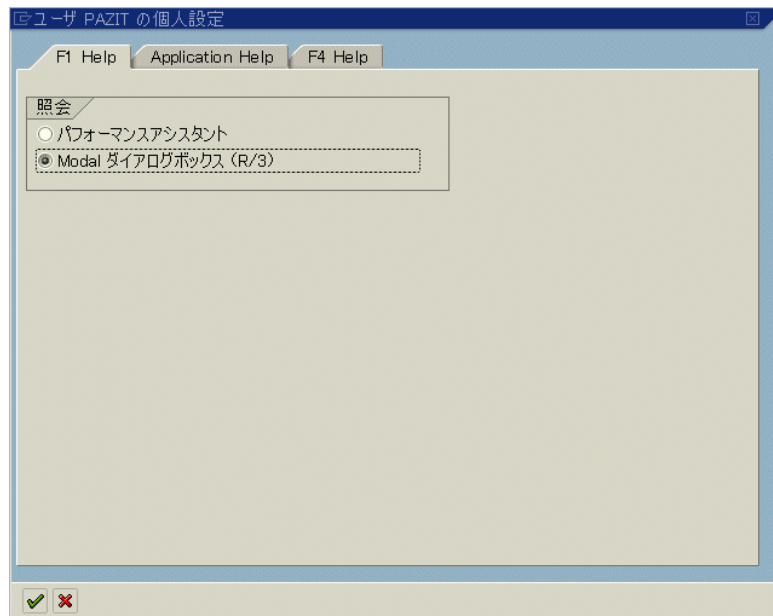 ユーザ PAZIT の個人設定
F1 Help
Application Help
F4 Help
照会
パフォーマンスアシスタント
Modal ダイアログボックス (R/3)